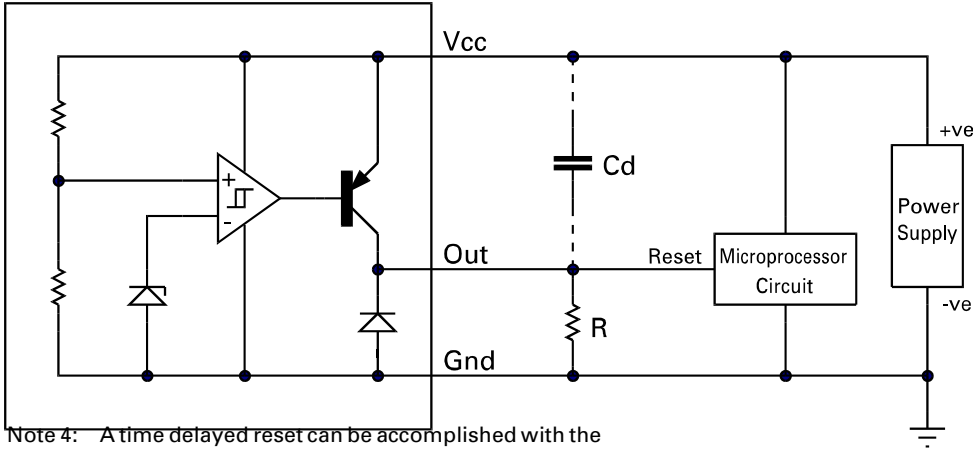 Vcc
+ve
+
-
Cd
Power
Supply
Out
Reset
Microprocessor
Circuit
-ve
R
Gnd
Note 4: A time delayed reset can be accomplished with the